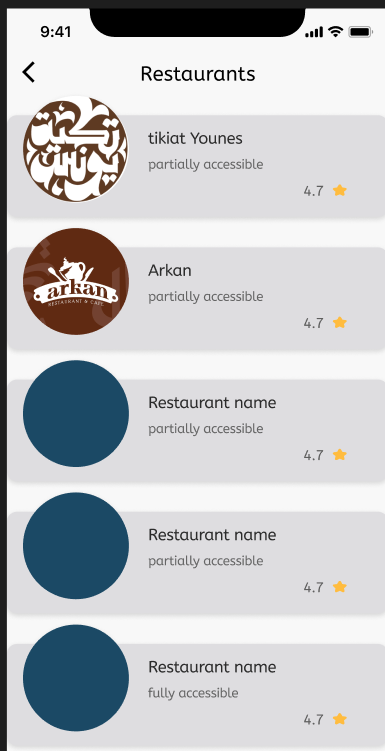 9:41
Restaurants
تكية
يونس
tikiat Younes
partially accessible
4.7
arkan
RESTAURANT & CAFE
Arkan
partially accessible
4.7
Restaurant name
partially accessible
4.7
Restaurant name
partially accessible
4.7
Restaurant name
fully accessible
4.7